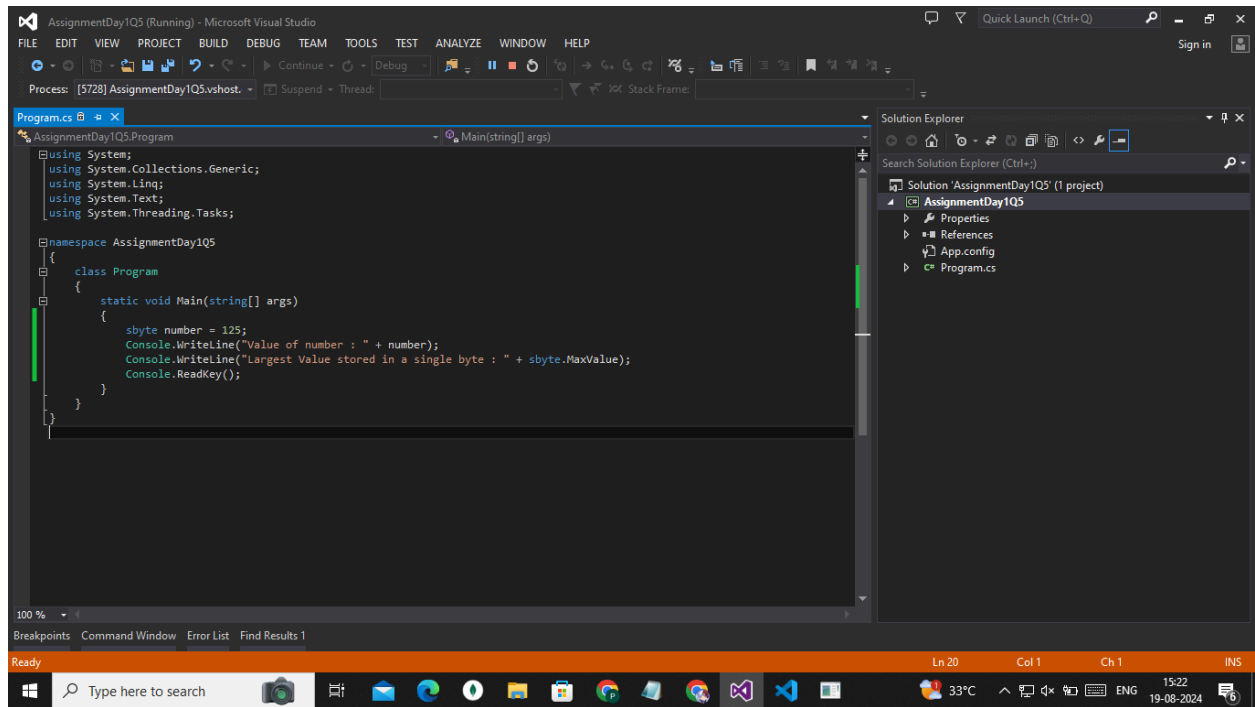 AssignmentDay1Q5 (Running) - Microsoft Visual Studio
Quick Launch (Ctrl+Q)
FILE EDIT VIEW PROJECT BUILD DEBUG TEAM TOOLS TEST ANALYZE WINDOW HELP
Sign in
Continue Debug
Process: [5728] AssignmentDay1Q5.vshost. Suspend Thread: Stack Frame:
Program.cs
AssignmentDay1Q5.Program
Main(string[] args)
using System;
using System.Collections.Generic;
using System.Linq;
using System.Text;
using System.Threading.Tasks;
namespace AssignmentDay1Q5
{
class Program
{
static void Main(string[] args)
{
sbyte number = 125;
Console.WriteLine("Value of number : " + number);
Console.WriteLine("Largest Value stored in a single byte : " + sbyte.MaxValue);
Console.ReadKey();
}
}
}
100 %
Solution Explorer
Search Solution Explorer (Ctrl+;)
Solution 'AssignmentDay1Q5' (1 project)
C# AssignmentDay1Q5
Properties
References
App.config
C# Program.cs
Breakpoints Command Window Error List Find Results 1
Ready
Ln 20 Col 1 Ch 1 INS
Type here to search
33°C
ENG
15:22
19-08-2024
6